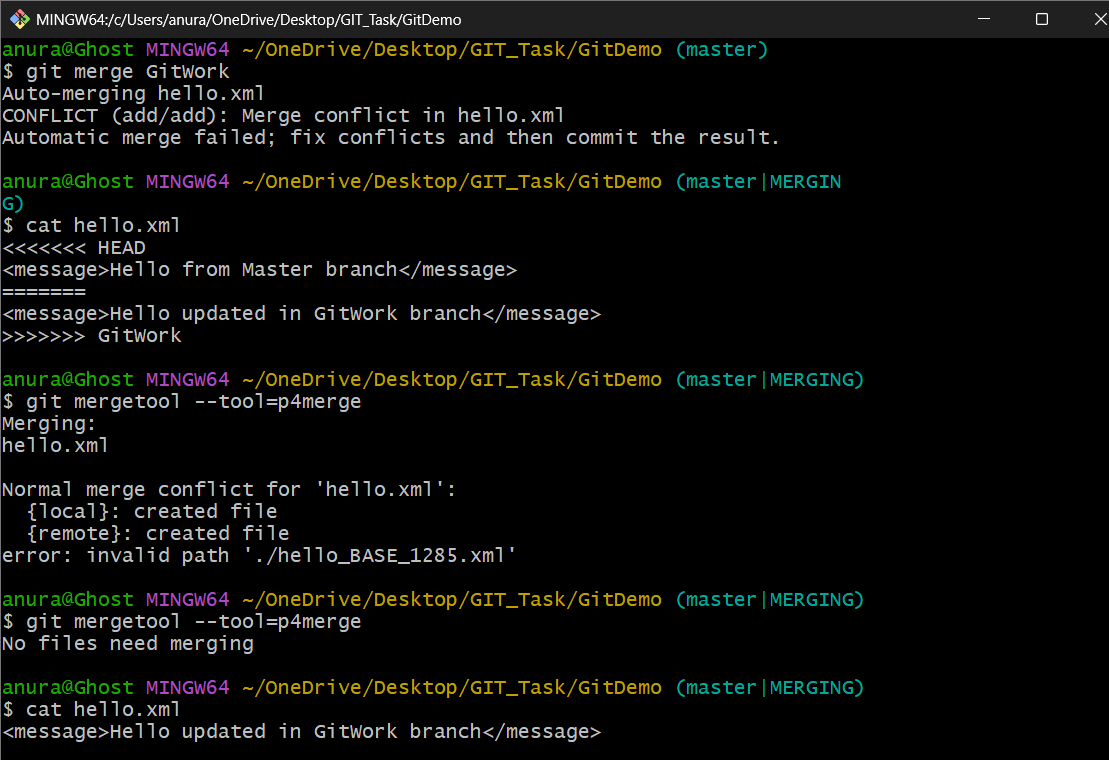 MINGW64:/c/Users/anura/OneDrive/Desktop/GIT_Task/GitDemo
anura@Ghost MINGW64 ~/OneDrive/Desktop/GIT_Task/GitDemo (master)
$ git merge GitWork
Auto-merging hello.xml
CONFLICT (add/add): Merge conflict in hello.xml
Automatic merge failed; fix conflicts and then commit the result.
anura@Ghost MINGW64 ~/OneDrive/Desktop/GIT_Task/GitDemo (master|MERGIN
G)
$ cat hello.xml
<<<<<<< HEAD
<message>Hello from Master branch</message>
=======
<message>Hello updated in GitWork branch</message>
>>>>>>> GitWork
anura@Ghost MINGW64 ~/OneDrive/Desktop/GIT_Task/GitDemo (master|MERGING)
$ git mergetool --tool=p4merge
Merging:
hello.xml
Normal merge conflict for 'hello.xml':
  {local}: created file
  {remote}: created file
error: invalid path './hello_BASE_1285.xml'
anura@Ghost MINGW64 ~/OneDrive/Desktop/GIT_Task/GitDemo (master|MERGING)
$ git mergetool --tool=p4merge
No files need merging
anura@Ghost MINGW64 ~/OneDrive/Desktop/GIT_Task/GitDemo (master|MERGING)
$ cat hello.xml
<message>Hello updated in GitWork branch</message>